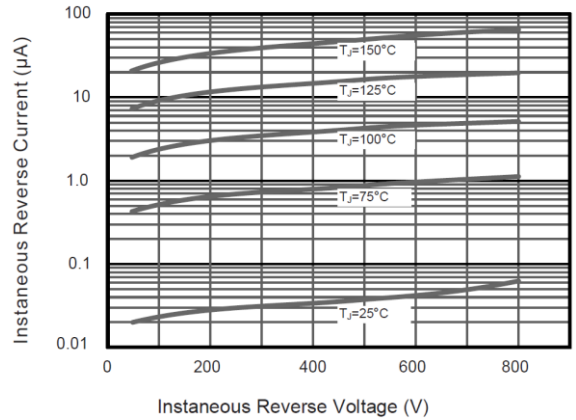 100
10
1.0
0.1
0.01
Instaneous Reverse Current (μA)
TJ=150°C
TJ=125°C
TJ=100°C
TJ=75°C
TJ=25°C
0 200 400 600 800
Instaneous Reverse Voltage (V)